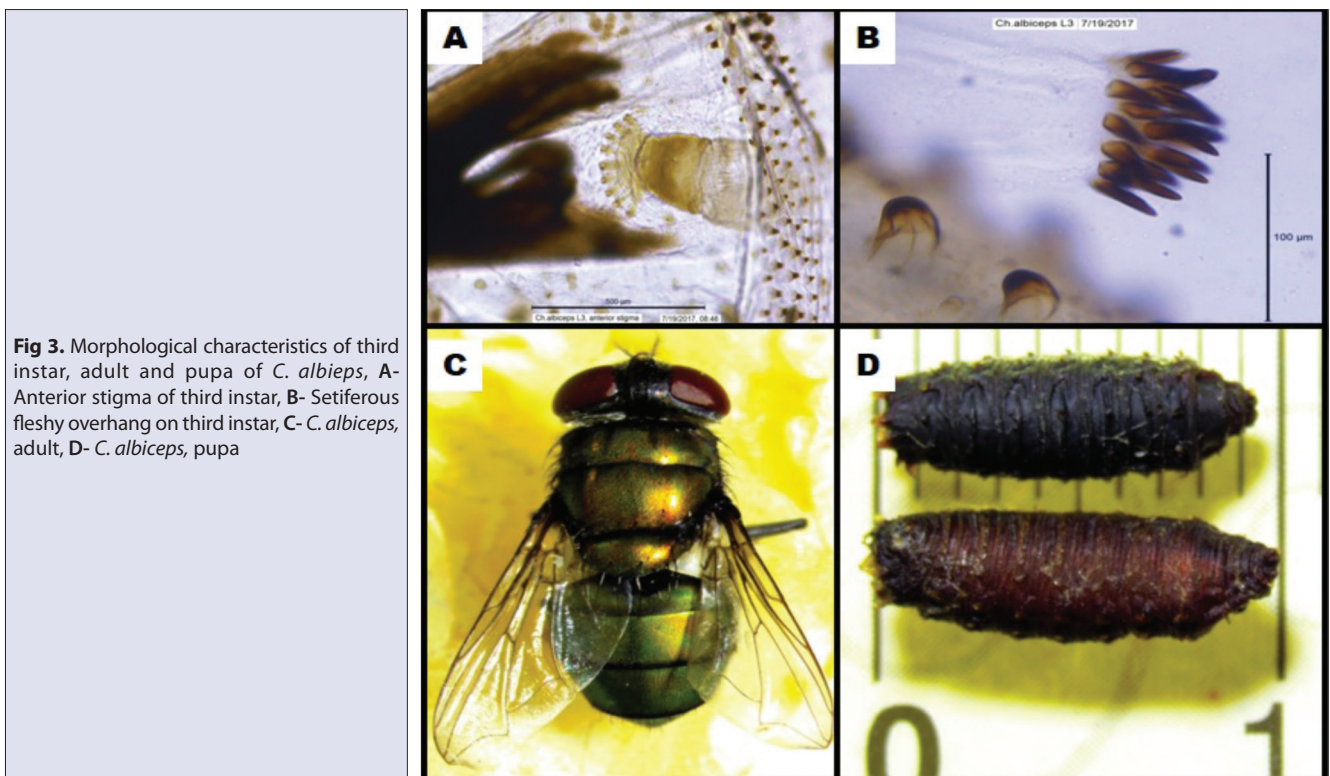 Fig 3. Morphological characteristics of third
instar, adult and pupa of C. albieps, A-
Anterior stigma of third instar, B- Setiferous
fleshy overhang on third instar, C- C. albiceps,
adult, D- C. albiceps, pupa
A
500 µm
Ch.albiceps L3, anterior stigma 7/19/2017, 08:48
B
Ch.albiceps L3 7/19/2017
100 µm
C
D
0 1